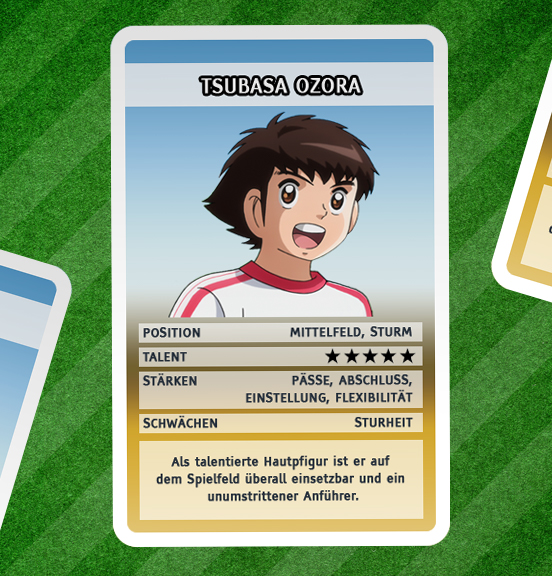 TSUBASA OZORA
POSITION MITTELFELD, STURM
TALENT ★★★★★
STÄRKEN PÄSSE, ABSCHLUSS,
EINSTELLUNG, FLEXIBILITÄT
SCHWÄCHEN STURHEIT
Als talentierte Hautpfigur ist er auf
dem Spielfeld überall einsetzbar und ein
unumstrittener Anführer.